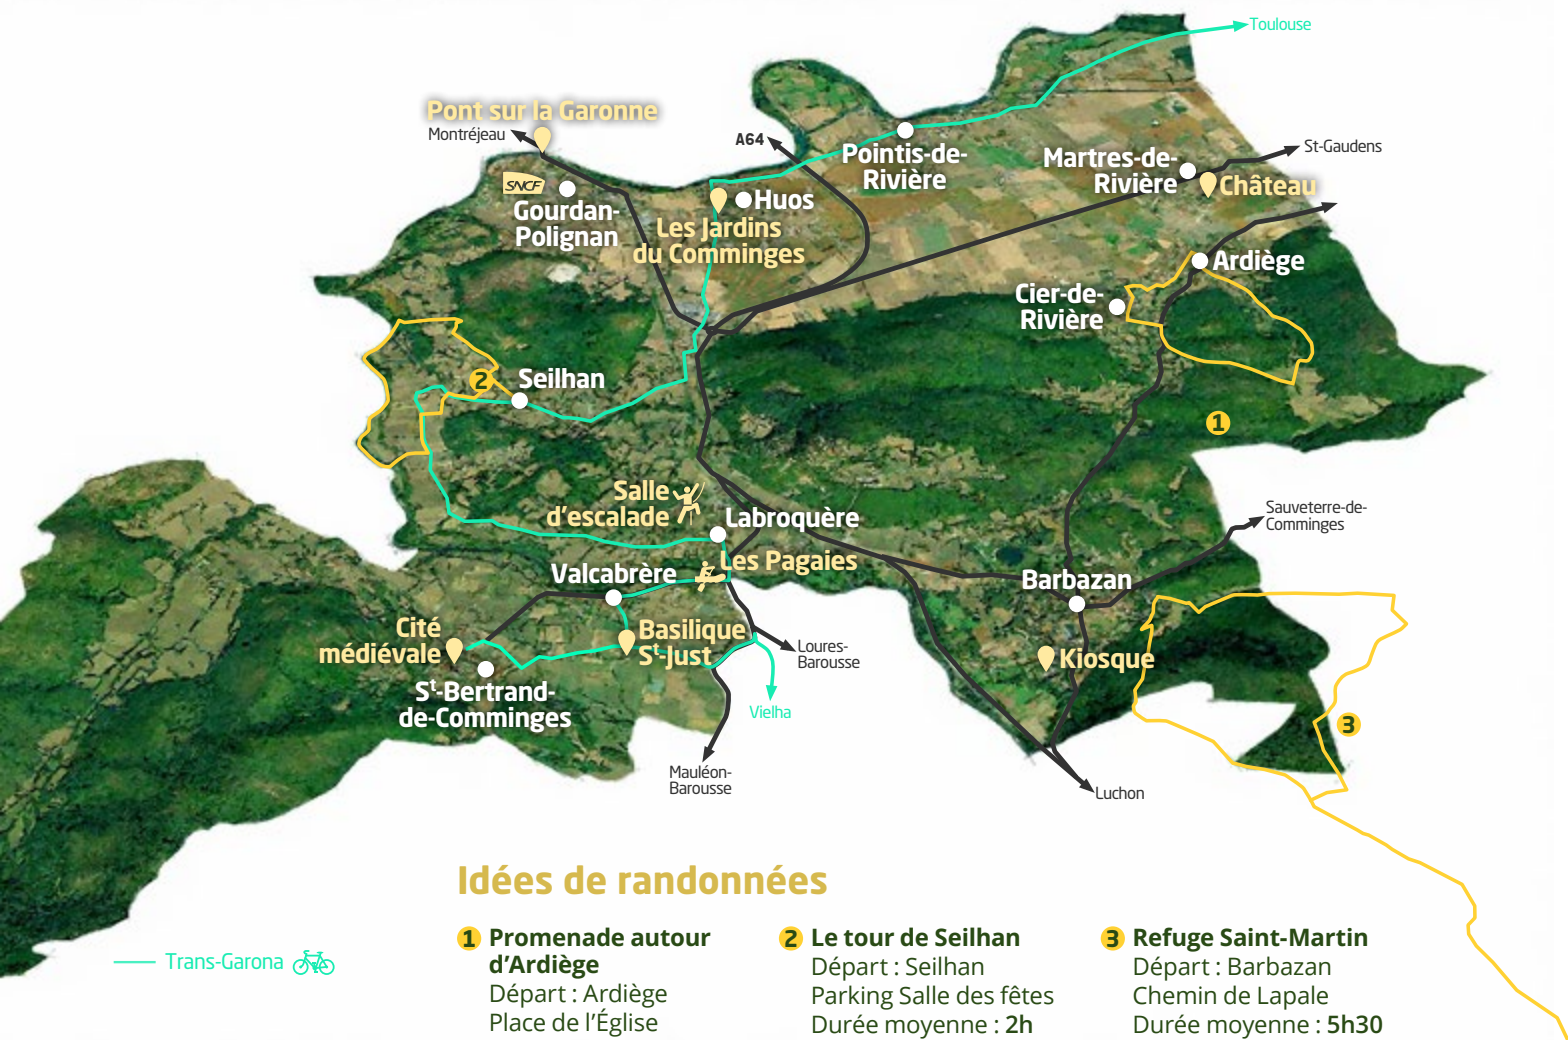 Toulouse
Pont sur la Garonne
Montréjeau
A64
Pointis-de-
Rivière
Martres-de-
Rivière
St-Gaudens
Château
SNCF
Gourdan-
Polignan
Huos
Les Jardins
du Comminges
Ardiège
Cier-de-
Rivière
2
Seilhan
1
Salle
d'escalade
Labroquère
Sauveterre-de-
Comminges
Les Pagaies
Valcabrère
Barbazan
Cité
médiévale
Basilique
St-Just
Loures-
Barousse
Kiosque
St-Bertrand-
de-Comminges
Vielha
3
Mauléon-
Barousse
Luchon
Idées de randonnées
1 Promenade autour
d'Ardiège
Départ : Ardiège
Place de l'Église
2 Le tour de Seilhan
Départ : Seilhan
Parking Salle des fêtes
Durée moyenne : 2h
3 Refuge Saint-Martin
Départ : Barbazan
Chemin de Lapale
Durée moyenne : 5h30
Trans-Garona